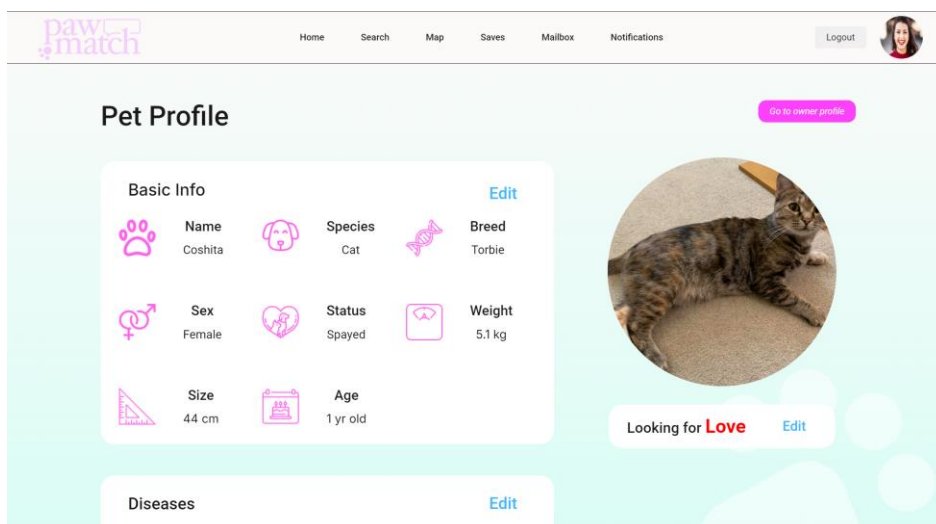 paw
match
Home Search Map Saves Mailbox Notifications Logout
Pet Profile
Go to owner profile
Basic Info Edit
Name Species Breed
Coshita Cat Torbie
Sex Status Weight
Female Spayed 5.1 kg
Size Age
44 cm 1 yr old
Looking for Love Edit
Diseases Edit